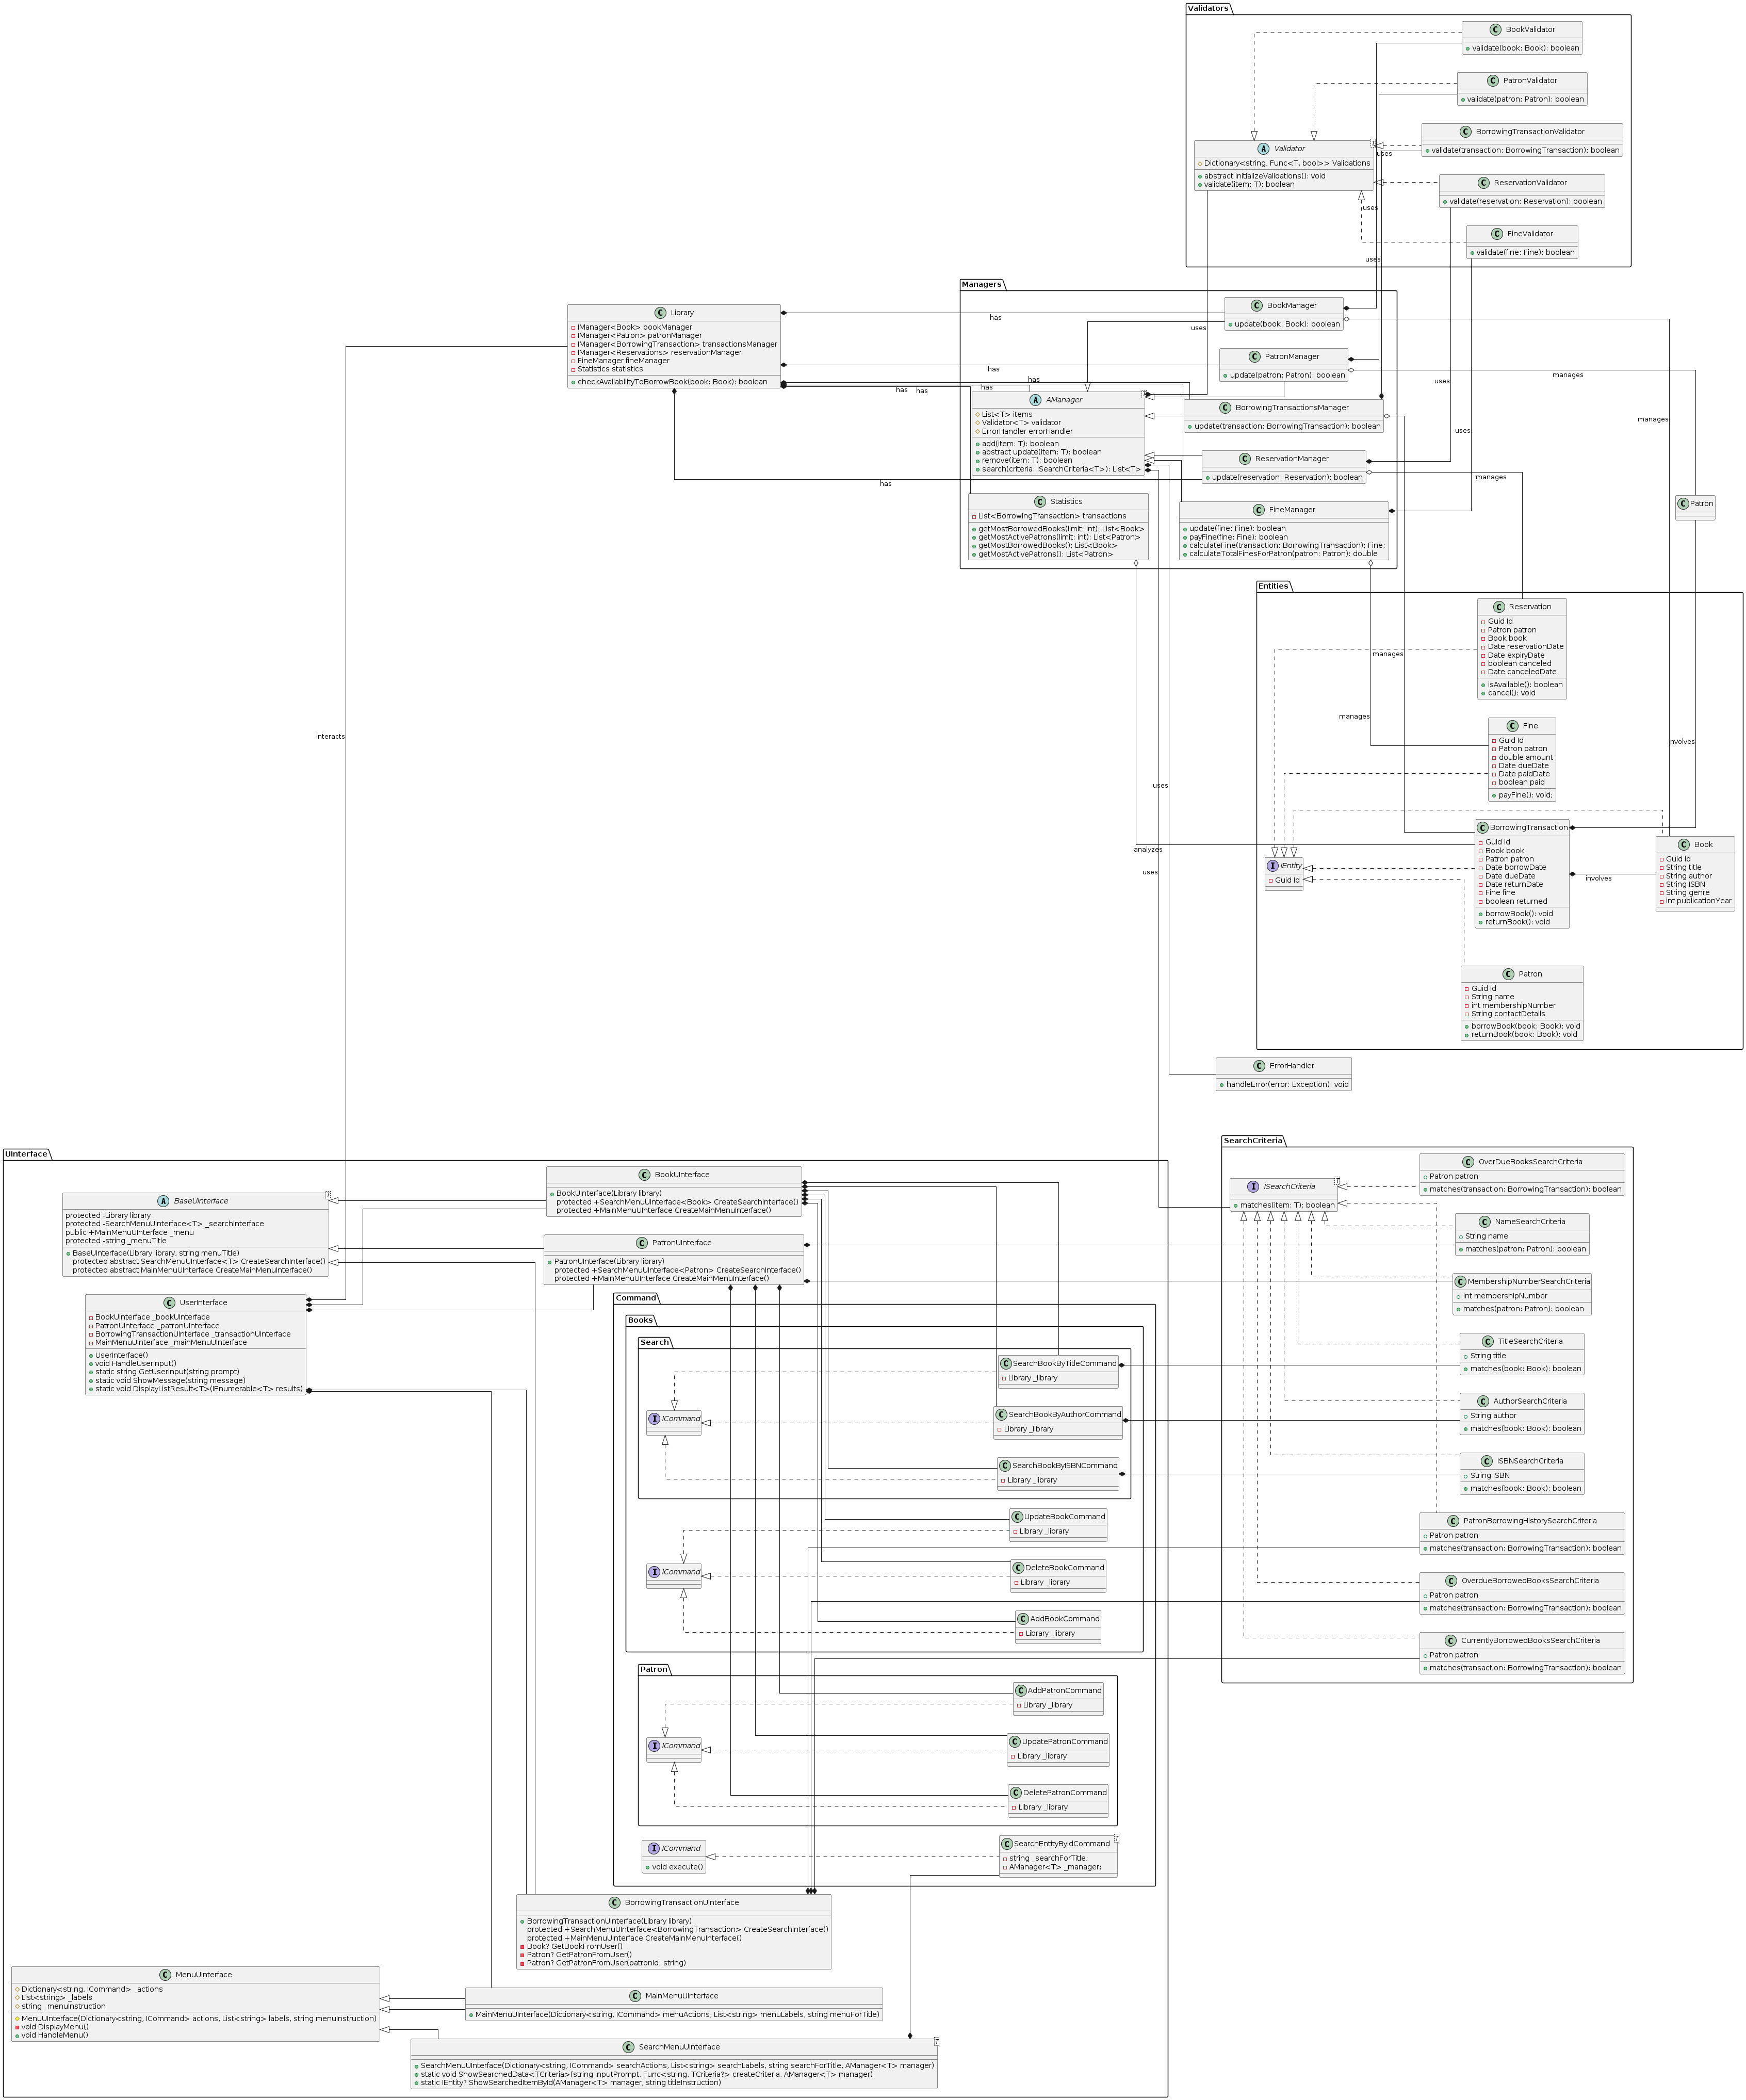 Validators
C BookValidator
validate(book: Book): boolean
C PatronValidator
validate(patron: Patron): boolean
C BorrowingTransactionValidator
validate(transaction: BorrowingTransaction): boolean
A Validator
Dictionary<string, Func<T, bool>> Validations
abstract initializeValidations(): void
validate(item: T): boolean
uses
C ReservationValidator
validate(reservation: Reservation): boolean
uses
C FineValidator
validate(fine: Fine): boolean
uses
Managers
C BookManager
update(book: Book): boolean
C PatronManager
update(patron: Patron): boolean
C BorrowingTransactionsManager
update(transaction: BorrowingTransaction): boolean
C ReservationManager
update(reservation: Reservation): boolean
C FineManager
update(fine: Fine): boolean
payFine(fine: Fine): boolean
calculateFine(transaction: BorrowingTransaction): Fine;
calculateTotalFinesForPatron(patron: Patron): double
A AManager
T
List<T> items
Validator<T> validator
ErrorHandler errorHandler
add(item: T): boolean
abstract update(item: T): boolean
remove(item: T): boolean
search(criteria: ISearchCriteria<T>): List<T>
C Statistics
List<BorrowingTransaction> transactions
getMostBorrowedBooks(limit: int): List<Book>
getMostActivePatrons(limit: int): List<Patron>
getMostBorrowedBooks(): List<Book>
getMostActivePatrons(): List<Patron>
C Library
IManager<Book> bookManager
IManager<Patron> patronManager
IManager<BorrowingTransaction> transactionsManager
IManager<Reservations> reservationManager
FineManager fineManager
Statistics statistics
checkAvailabilityToBorrowBook(book: Book): boolean
has
has
has
has
has
has
has
uses
uses
uses
manages
manages
manages
C Patron
Entities
C Reservation
Guid Id
Patron patron
Book book
Date reservationDate
Date expiryDate
boolean canceled
Date canceledDate
isAvailable(): boolean
cancel(): void
manages
manages
C Fine
Guid Id
Patron patron
double amount
Date dueDate
Date paidDate
boolean paid
payFine(): void;
involves
I IEntity
Guid Id
C BorrowingTransaction
Guid Id
Book book
Patron patron
Date borrowDate
Date dueDate
Date returnDate
Fine fine
boolean returned
borrowBook(): void
returnBook(): void
involves
C Book
Guid Id
String title
String author
String ISBN
String genre
int publicationYear
C Patron
Guid Id
String name
int membershipNumber
String contactDetails
borrowBook(book: Book): void
returnBook(book: Book): void
interacts
uses
analyzes
uses
C ErrorHandler
handleError(error: Exception): void
SearchCriteria
I ISearchCriteria
T
matches(item: T): boolean
C OverDueBooksSearchCriteria
Patron patron
matches(transaction: BorrowingTransaction): boolean
C NameSearchCriteria
String name
matches(patron: Patron): boolean
C MembershipNumberSearchCriteria
int membershipNumber
matches(patron: Patron): boolean
C TitleSearchCriteria
String title
matches(book: Book): boolean
C AuthorSearchCriteria
String author
matches(book: Book): boolean
C ISBNSearchCriteria
String ISBN
matches(book: Book): boolean
C PatronBorrowingHistorySearchCriteria
Patron patron
matches(transaction: BorrowingTransaction): boolean
C OverdueBorrowedBooksSearchCriteria
Patron patron
matches(transaction: BorrowingTransaction): boolean
C CurrentlyBorrowedBooksSearchCriteria
Patron patron
matches(transaction: BorrowingTransaction): boolean
UInterface
C BookUInterface
BookUInterface(Library library)
protected +SearchMenuUInterface<Book> CreateSearchInterface()
protected +MainMenuUInterface CreateMainMenuInterface()
A BaseUInterface
T
protected -Library library
protected -SearchMenuUInterface<T> _searchInterface
public +MainMenuUInterface _menu
protected -string _menuTitle
BaseUInterface(Library library, string menuTitle)
protected abstract SearchMenuUInterface<T> CreateSearchInterface()
protected abstract MainMenuUInterface CreateMainMenuInterface()
C PatronUInterface
PatronUInterface(Library library)
protected +SearchMenuUInterface<Patron> CreateSearchInterface()
protected +MainMenuUInterface CreateMainMenuInterface()
C UserInterface
BookUInterface _bookUInterface
PatronUInterface _patronUInterface
BorrowingTransactionUInterface _transactionUInterface
MainMenuUInterface _mainMenuUInterface
UserInterface()
void HandleUserInput()
static string GetUserInput(string prompt)
static void ShowMessage(string message)
static void DisplayListResult<T>(IEnumerable<T> results)
Command
Books
Search
C SearchBookByTitleCommand
Library _library
I ICommand
C SearchBookByAuthorCommand
Library _library
C SearchBookByISBNCommand
Library _library
C UpdateBookCommand
Library _library
I ICommand
C DeleteBookCommand
Library _library
C AddBookCommand
Library _library
Patron
C AddPatronCommand
Library _library
I ICommand
C UpdatePatronCommand
Library _library
C DeletePatronCommand
Library _library
I ICommand
void execute()
C SearchEntityByIdCommand
T
string _searchForTitle;
AManager<T> _manager;
C BorrowingTransactionUInterface
BorrowingTransactionUInterface(Library library)
protected +SearchMenuUInterface<BorrowingTransaction> CreateSearchInterface()
protected +MainMenuUInterface CreateMainMenuInterface()
Book? GetBookFromUser()
Patron? GetPatronFromUser()
Patron? GetPatronFromUser(patronId: string)
C MenuUInterface
Dictionary<string, ICommand> _actions
List<string> _labels
string _menuInstruction
MenuUInterface(Dictionary<string, ICommand> actions, List<string> labels, string menuInstruction)
void DisplayMenu()
void HandleMenu()
C MainMenuUInterface
MainMenuUInterface(Dictionary<string, ICommand> menuActions, List<string> menuLabels, string menuForTitle)
C SearchMenuUInterface
T
SearchMenuUInterface(Dictionary<string, ICommand> searchActions, List<string> searchLabels, string searchForTitle, AManager<T> manager)
static void ShowSearchedData<TCriteria>(string inputPrompt, Func<string, TCriteria?> createCriteria, AManager<T> manager)
static IEntity? ShowSearchedItemById(AManager<T> manager, string titleInstruction)